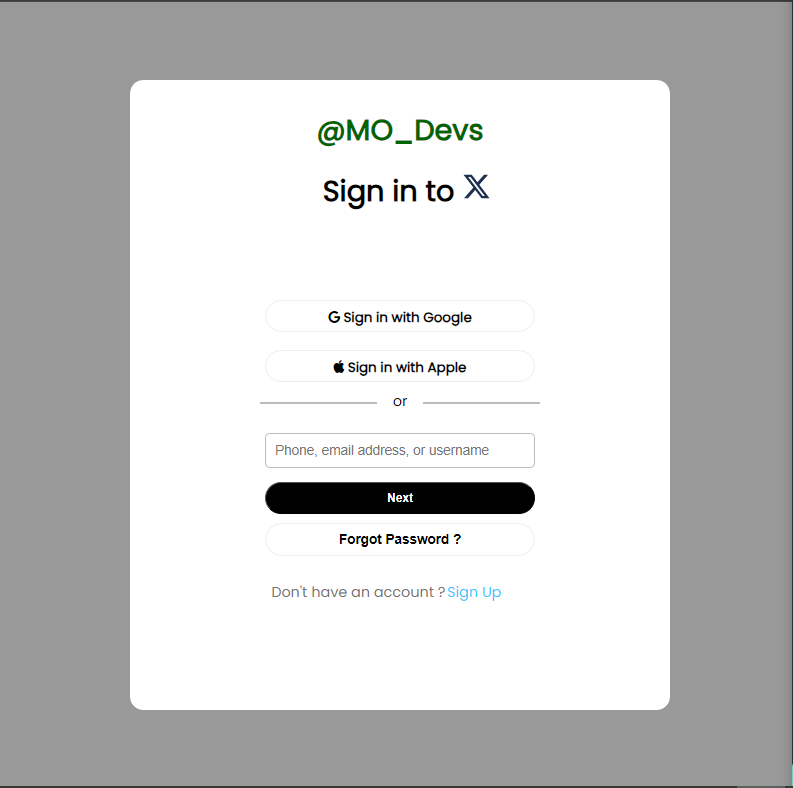 @MO_Devs
Sign in to X
Sign in with Google
Sign in with Apple
or
Phone, email address, or username
Next
Forgot Password ?
Don't have an account ? Sign Up